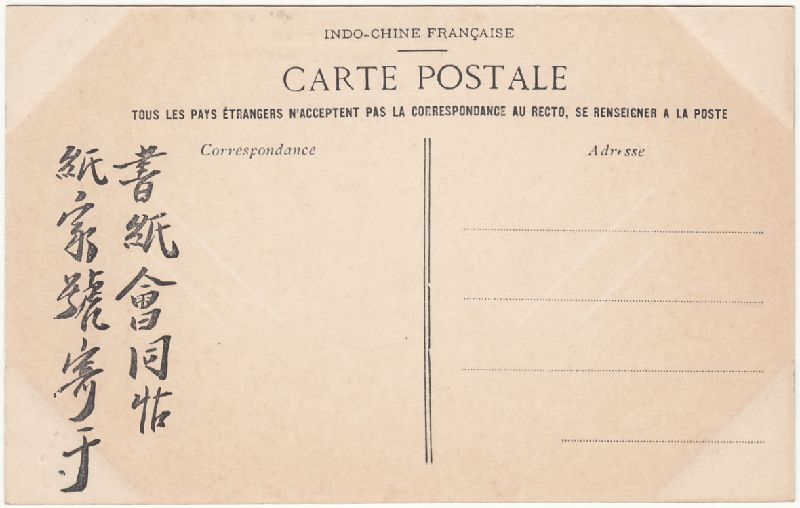 INDO-CHINE FRANÇAISE
CARTE POSTALE
TOUS LES PAYS ÉTRANGERS N'ACCEPTENT PAS LA CORRESPONDANCE AU RECTO, SE RENSEIGNER A LA POSTE
Correspondance
Adresse
書紙會同帖
紙家號寄于